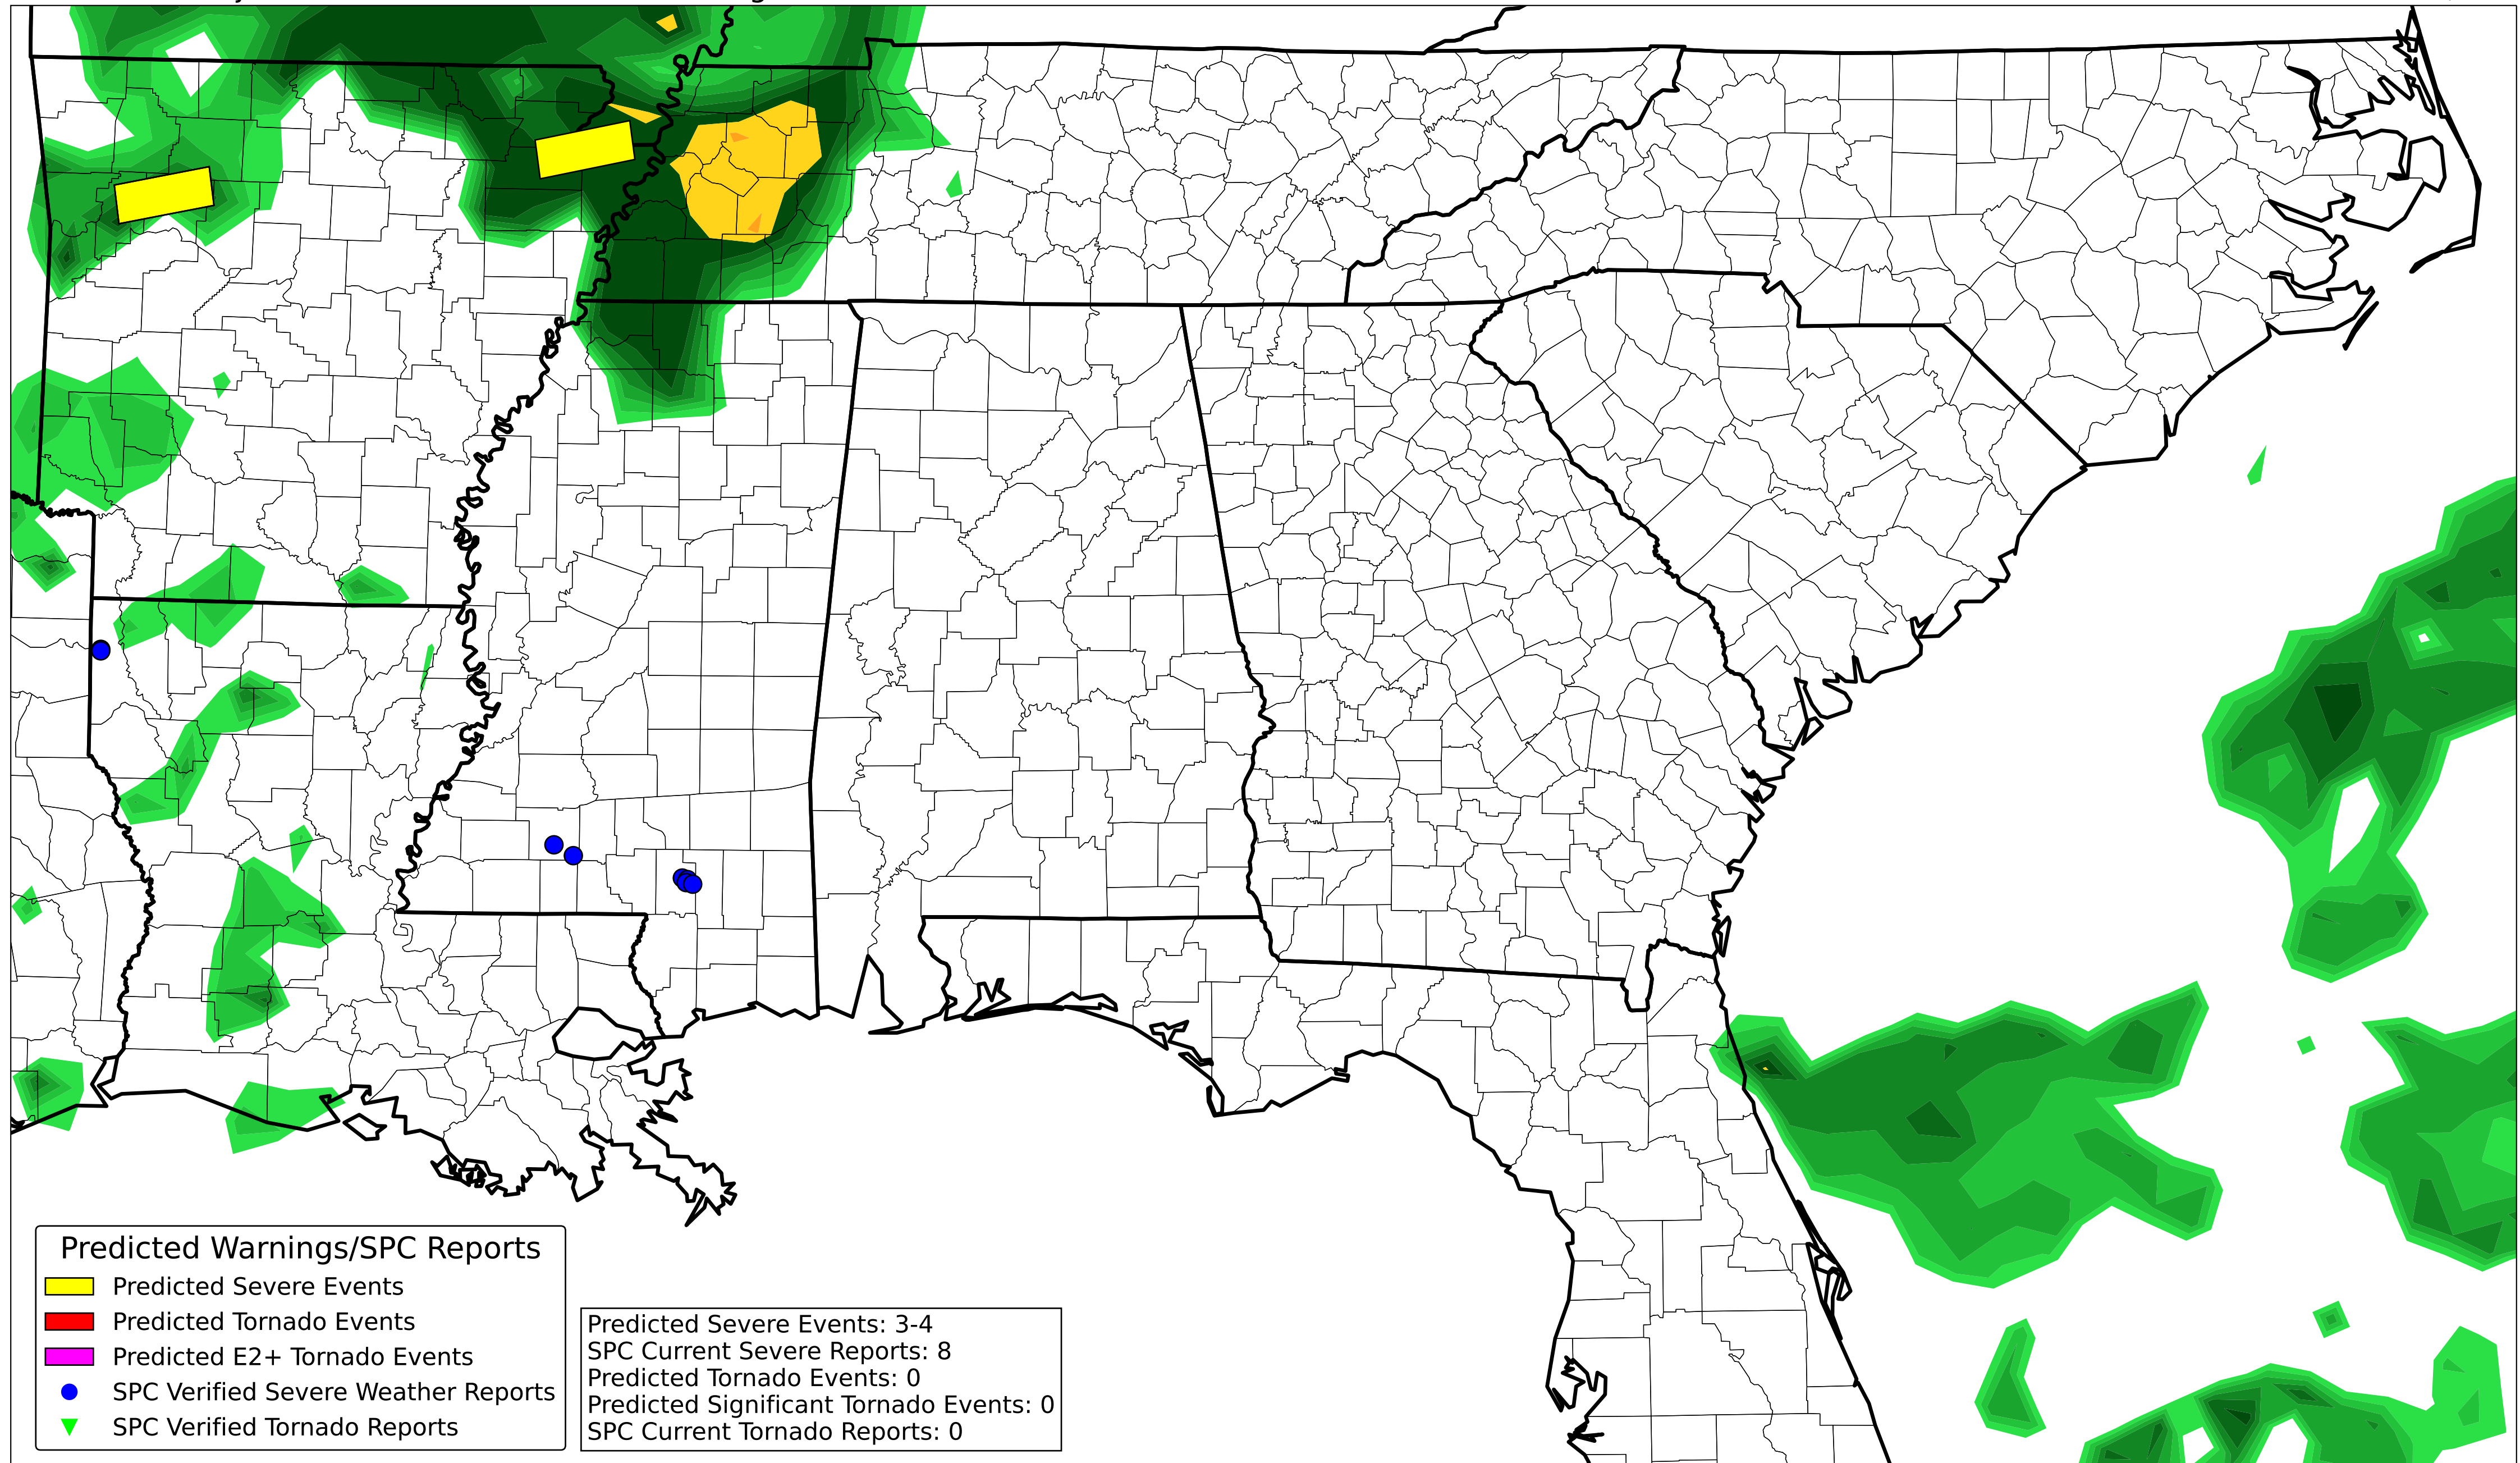 Predicted Warnings/SPC Reports
Predicted Severe Events
Predicted Tornado Events
Predicted E2+ Tornado Events
SPC Verified Severe Weather Reports
SPC Verified Tornado Reports
Predicted Severe Events: 3-4
SPC Current Severe Reports: 8
Predicted Tornado Events: 0
Predicted Significant Tornado Events: 0
SPC Current Tornado Reports: 0